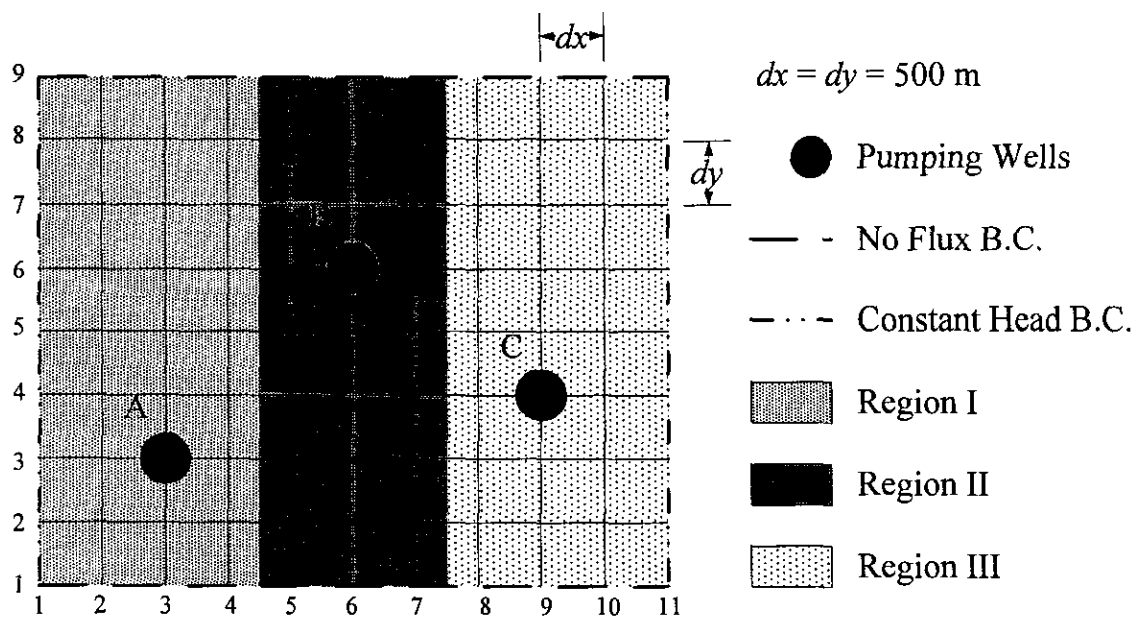 dx
9
dx = dy = 500 m
8
Pumping Wells
dy
7
No Flux B.C.
6
5
Constant Head B.C.
C
4
A
Region I
3
Region II
2
1
Region III
1 2 3 4 5 6 7 8 9 10 11